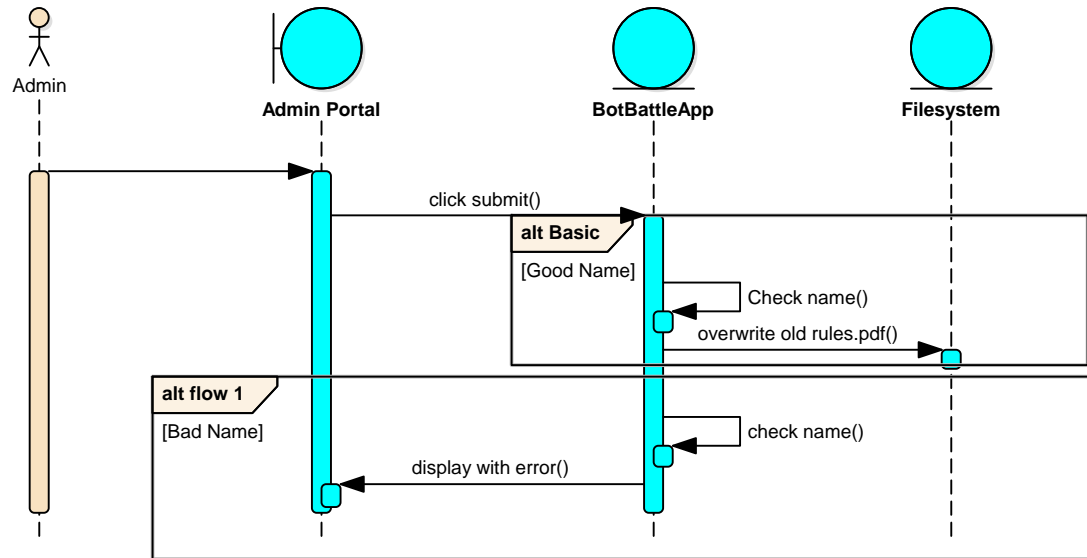 Admin
Admin Portal
BotBattleApp
Filesystem
click submit()
alt Basic
[Good Name]
Check name()
overwrite old rules.pdf()
alt flow 1
[Bad Name]
check name()
display with error()